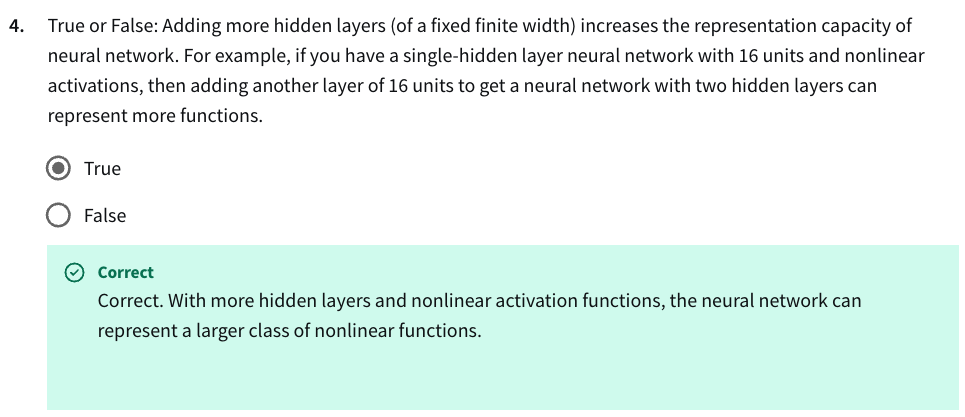 4. True or False: Adding more hidden layers (of a fixed finite width) increases the representation capacity of
neural network. For example, if you have a single-hidden layer neural network with 16 units and nonlinear
activations, then adding another layer of 16 units to get a neural network with two hidden layers can
represent more functions.
True
False
Correct
Correct. With more hidden layers and nonlinear activation functions, the neural network can
represent a larger class of nonlinear functions.